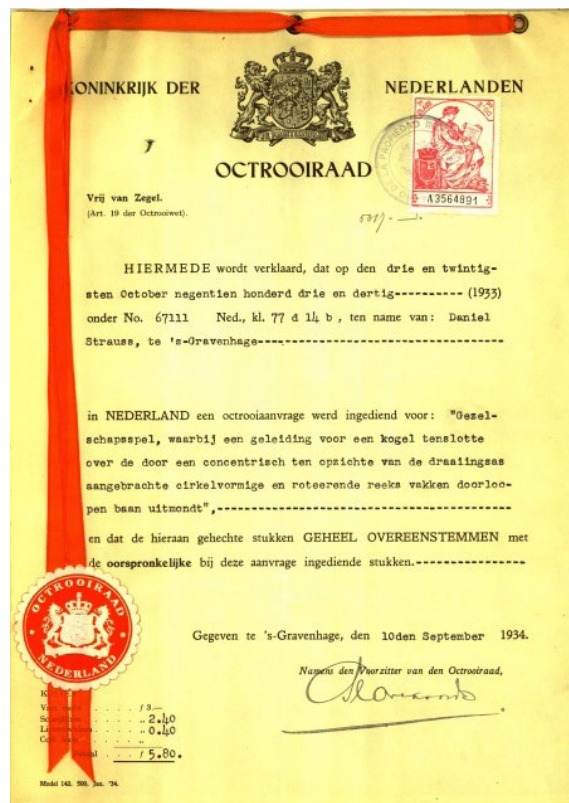 KONINKRIJK DER NEDERLANDEN
OCTROOIRAAD
Vrij van Zegel.
(Art. 19 der Octrooiwet).
A3564891
HIERMEDE wordt verklaard, dat op den drie en twintig-
sten October negentien honderd drie en dertig---------- (1933)
onder No. 67111 Ned., kl. 77 d 14 b , ten name van: Daniel
Strauss, te 's-Gravenhage-----------------------------------
in NEDERLAND een octrooiaanvrage werd ingediend voor: "Gezel-
schapsspel, waarbij een geleiding voor een kogel tenslotte
over de door een concentrisch ten opzichte van de draaiingsas
aangebrachte cirkelvormige en roteerende reeks vakken doorloo-
pen baan uitmondt",----------------------------------------
en dat de hieraan gehechte stukken GEHEEL OVEREENSTEMMEN met
de oorspronkelijke bij deze aanvrage ingediende stukken.---------------
OCTROOIRAAD
NEDERLAND
Gegeven te 's-Gravenhage, den 10den September 1934.
Namens den Voorzitter van den Octrooiraad,
f 3.—
„ 2.40
„ 0.40
„
f 5.80.
Model 142. 500. Jan. '34.